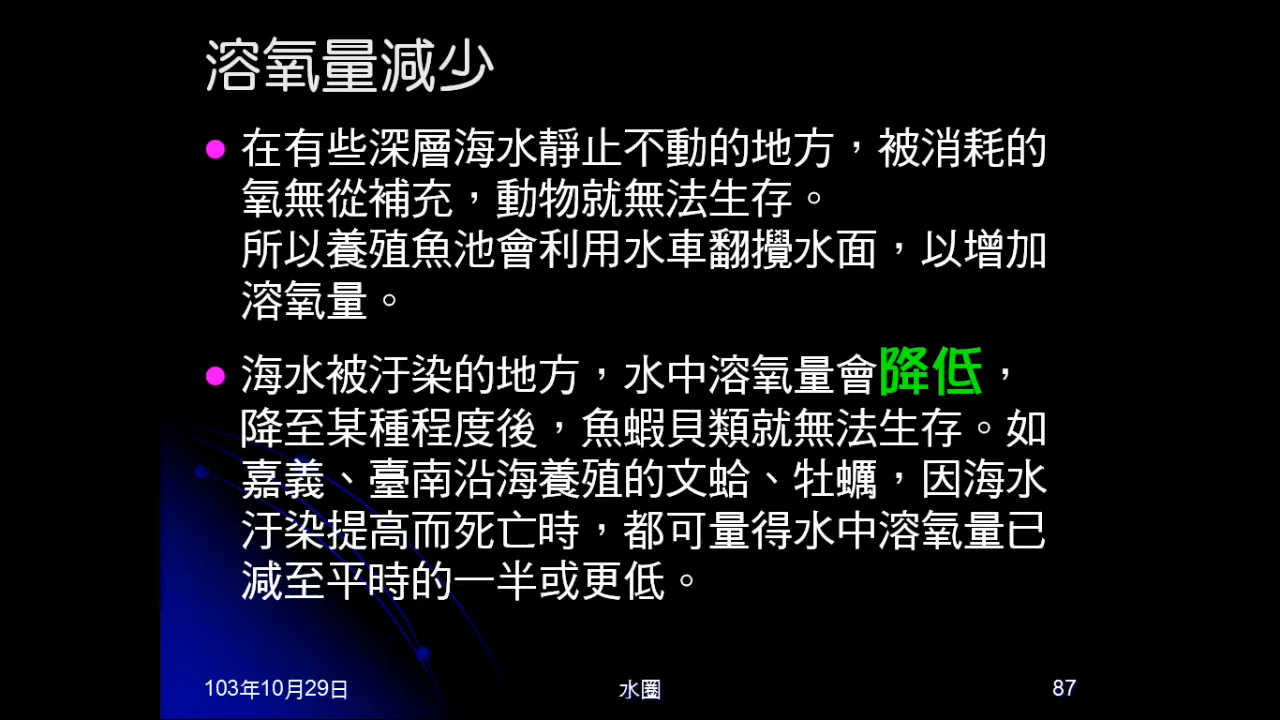 溶氧量減少
在有些深層海水靜止不動的地方，被消耗的
氧無從補充，動物就無法生存。
所以養殖魚池會利用水車翻攪水面，以增加
溶氧量。
海水被汙染的地方，水中溶氧量會降低，
降至某種程度後，魚蝦貝類就無法生存。如
嘉義、臺南沿海養殖的文蛤、牡蠣，因海水
汙染提高而死亡時，都可量得水中溶氧量已
減至平時的一半或更低。
103年10月29日
水圈
87